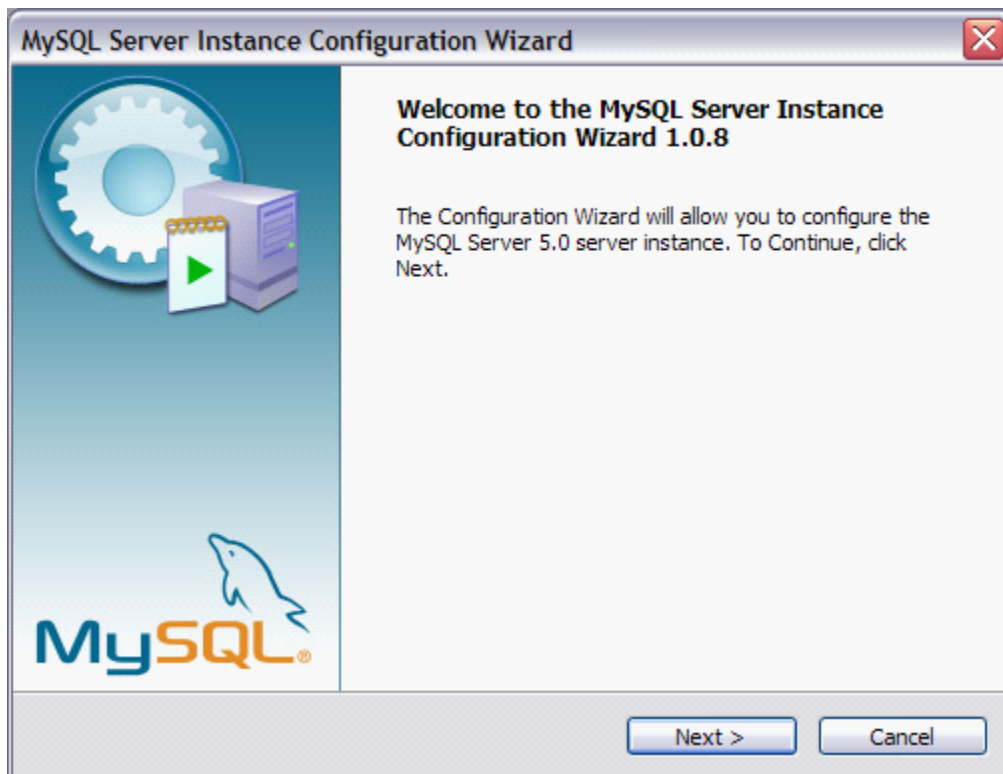 MySQL Server Instance Configuration Wizard
Welcome to the MySQL Server Instance
Configuration Wizard 1.0.8
The Configuration Wizard will allow you to configure the
MySQL Server 5.0 server instance. To Continue, click
Next.
MySQL®
Next >
Cancel